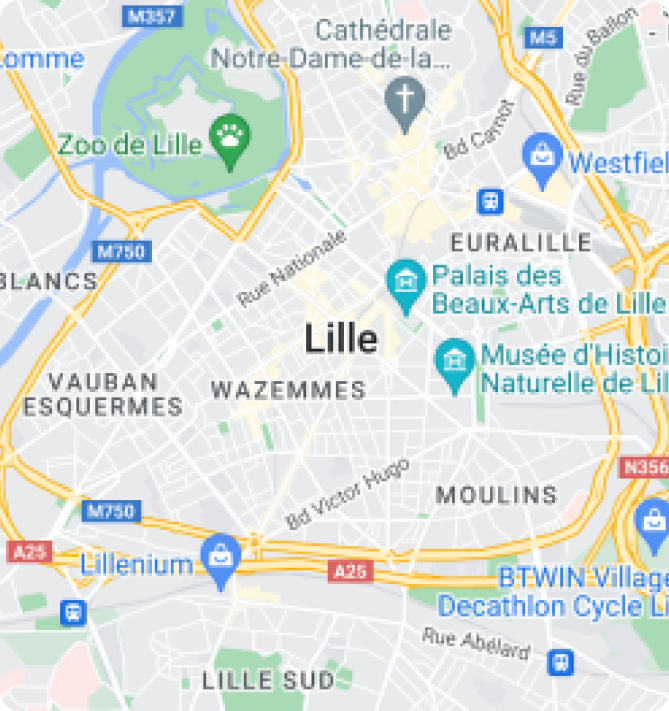 M357
Cathédrale
Notre-Dame-de-la...
M5
Rue du Ballon
omme
Zoo de Lille
Bd Carnot
Westfiel
M750
EURALILLE
BLANCS
Rue Nationale
Palais des
Beaux-Arts de Lille
Lille
Musée d'Histoi
Naturelle de Lil
VAUBAN
ESQUERMES
WAZEMMES
N356
Bd Victor Hugo
MOULINS
M750
A25
Lillenium
A25
BTWIN Village
Decathlon Cycle Li
Rue Abélard
LILLE SUD